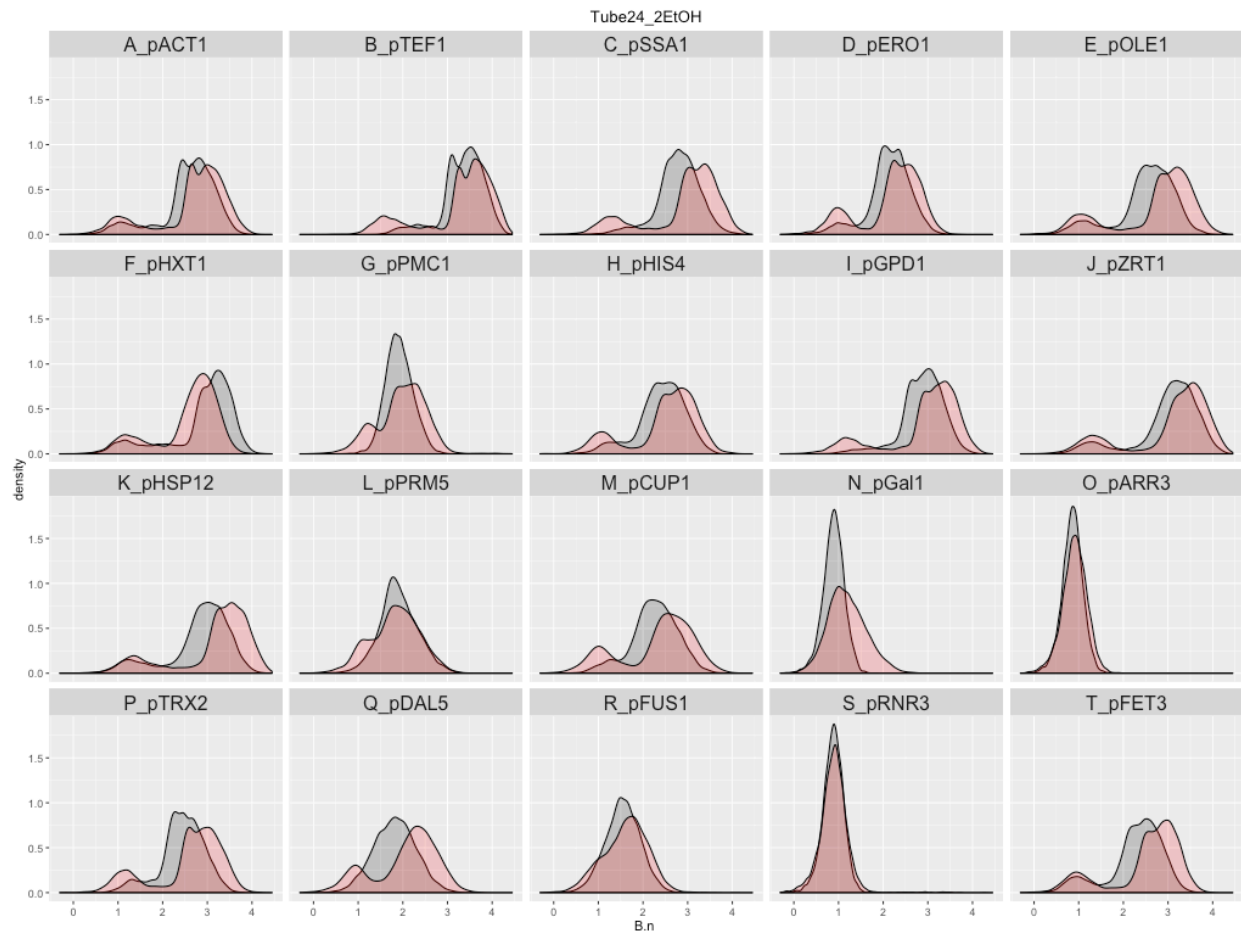 Tube24_2EtOH
A_pACT1 B_pTEF1 C_pSSA1 D_pERO1 E_pOLE1
1.5
1.0
0.5
0.0
F_pHXT1 G_pPMC1 H_pHIS4 I_pGPD1 J_pZRT1
1.5
1.0
0.5
0.0
density
K_pHSP12 L_pPRM5 M_pCUP1 N_pGal1 O_pARR3
1.5
1.0
0.5
0.0
P_pTRX2 Q_pDAL5 R_pFUS1 S_pRNR3 T_pFET3
1.5
1.0
0.5
0.0
0 1 2 3 4 0 1 2 3 4 0 1 2 3 4 0 1 2 3 4 0 1 2 3 4
B.n